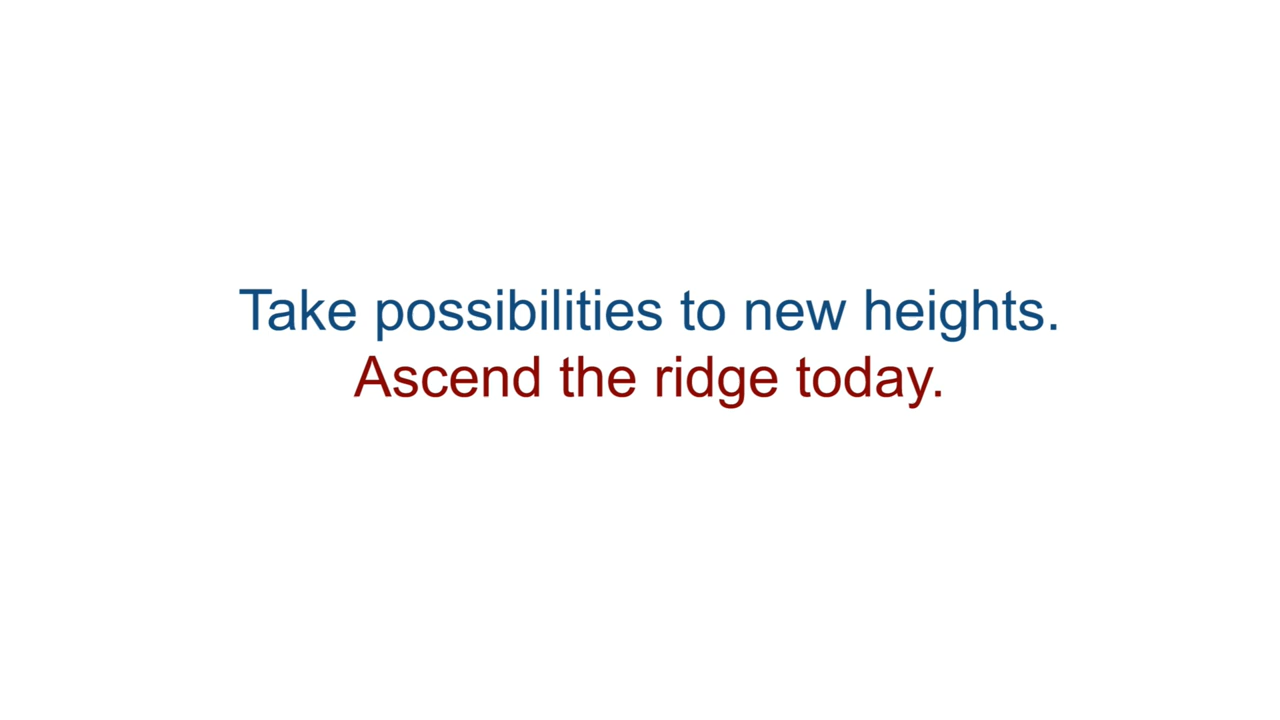 Take possibilities to new heights.
Ascend the ridge today.